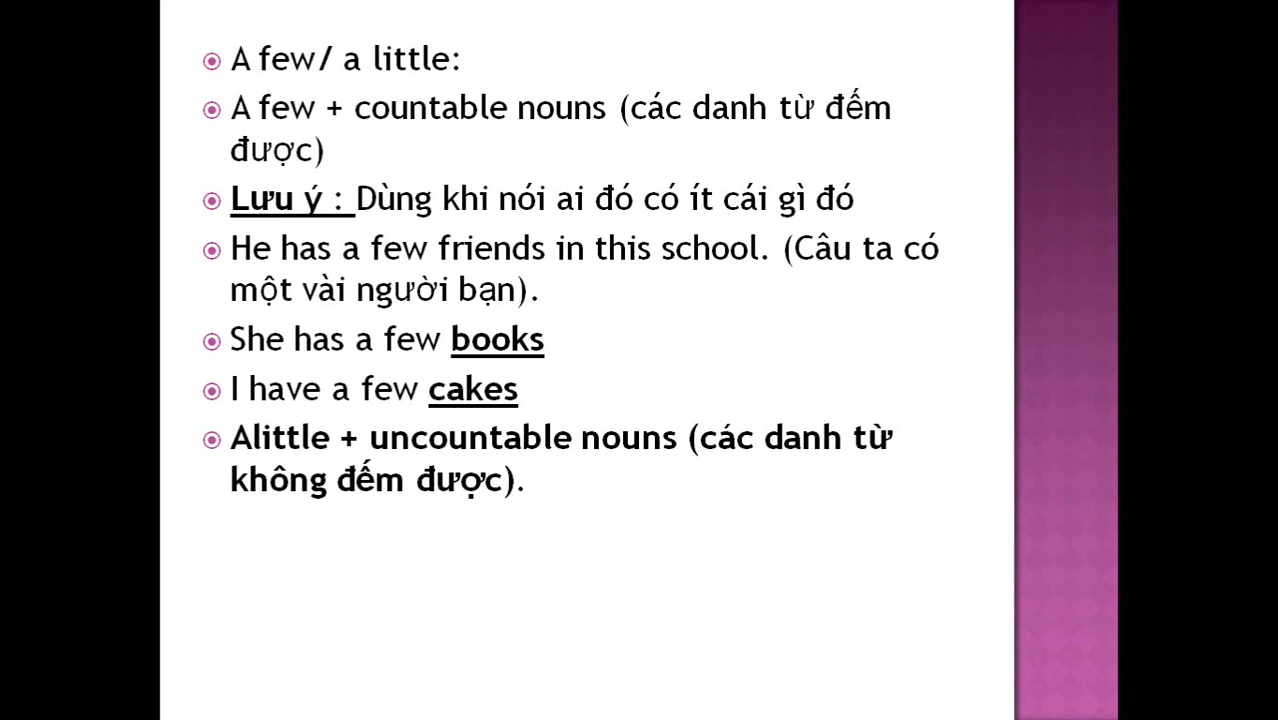 A few/ a little:
A few + countable nouns (các danh từ đếm
được)
Lưu ý : Dùng khi nói ai đó có ít cái gì đó
He has a few friends in this school. (Câu ta có
một vài người bạn).
She has a few books
I have a few cakes
Alittle + uncountable nouns (các danh từ
không đếm được).